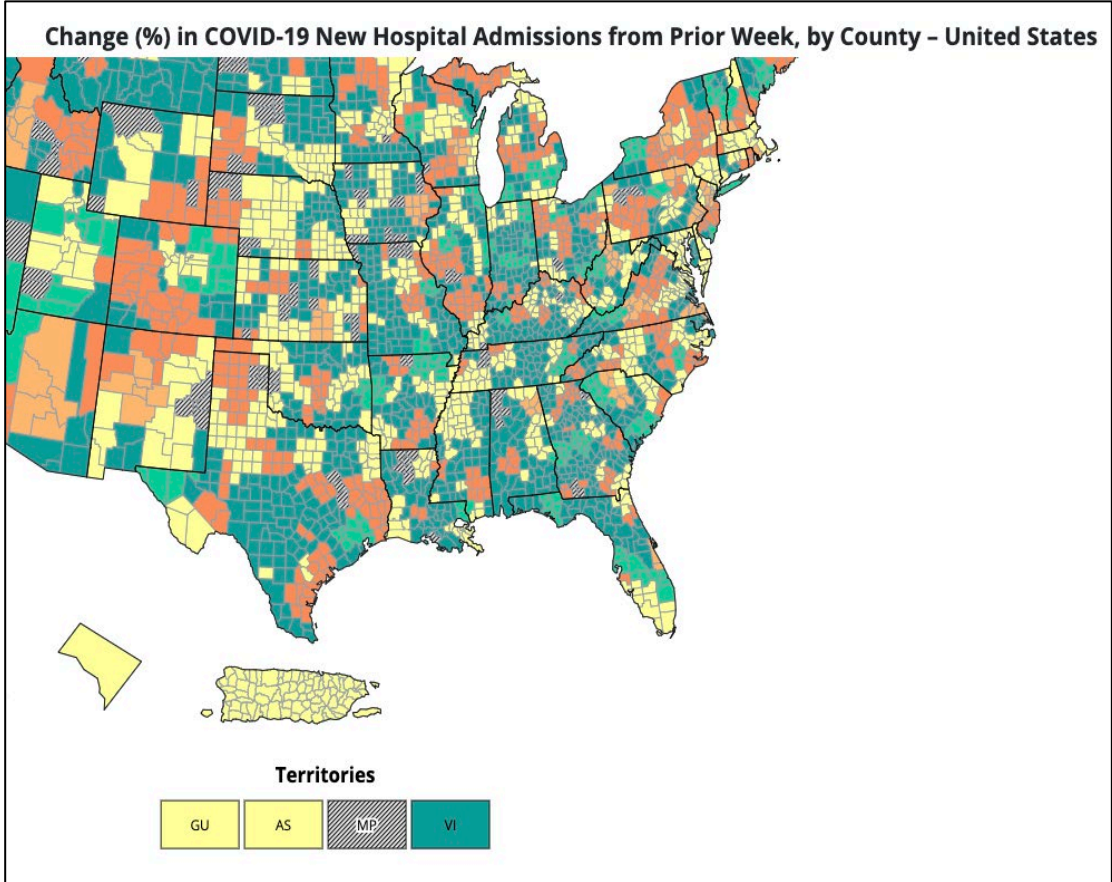 Change (%) in COVID-19 New Hospital Admissions from Prior Week, by County – United States
Territories
GU AS MP VI